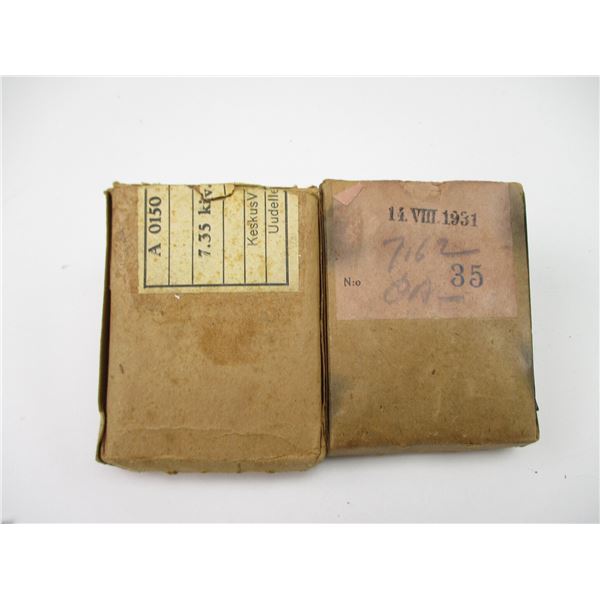 A 0150
7.35 kiv.
KeskusV
Uudelle
14. VIII. 1931
7,62
N:o 35